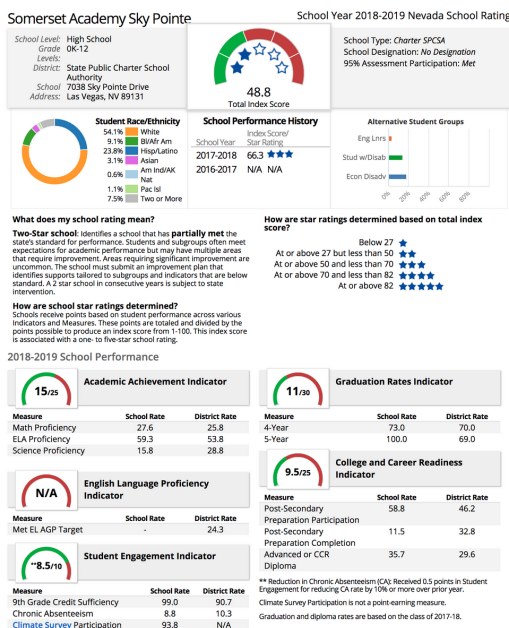 Somerset Academy Sky Pointe
School Year 2018-2019 Nevada School Rating
School Level: High School
Grade Levels: 0K-12
District: State Public Charter School Authority
School Address: 7038 Sky Pointe Drive
Las Vegas, NV 89131
48.8
Total Index Score
School Type: Charter SPCSA
School Designation: No Designation
95% Assessment Participation: Met
Student Race/Ethnicity
54.1% White
9.1% Bl/Afr Am
23.8% Hisp/Latino
3.1% Asian
0.6% Am Ind/AK Nat
1.1% Pac Isl
7.5% Two or More
School Performance History
School Year
Index Score/
Star Rating
2017-2018 66.3
2016-2017 N/A N/A
Alternative Student Groups
Eng Lnrs
Stud w/Disab
Econ Disadv
0% 20% 40% 60% 80%
What does my school rating mean?
Two-Star school: Identifies a school that has partially met the
state's standard for performance. Students and subgroups often meet
expectations for academic performance but may have multiple areas
that require improvement. Areas requiring significant improvement are
uncommon. The school must submit an improvement plan that
identifies supports tailored to subgroups and indicators that are below
standard. A 2 star school in consecutive years is subject to state
intervention.
How are school star ratings determined?
Schools receive points based on student performance across various
Indicators and Measures. These points are totaled and divided by the
points possible to produce an index score from 1-100. This index score
is associated with a one- to five-star school rating.
How are star ratings determined based on total index
score?
Below 27
At or above 27 but less than 50
At or above 50 and less than 70
At or above 70 and less than 82
At or above 82
2018-2019 School Performance
15/25
Academic Achievement Indicator
Measure School Rate District Rate
Math Proficiency 27.6 25.8
ELA Proficiency 59.3 53.8
Science Proficiency 15.8 28.8
N/A
English Language Proficiency
Indicator
Measure School Rate District Rate
Met EL AGP Target - 24.3
**8.5/10
Student Engagement Indicator
Measure School Rate District Rate
9th Grade Credit Sufficiency 99.0 90.7
Chronic Absenteeism 8.8 10.3
Climate Survey Participation 93.8 N/A
11/30
Graduation Rates Indicator
Measure School Rate District Rate
4-Year 73.0 70.0
5-Year 100.0 69.0
9.5/25
College and Career Readiness
Indicator
Measure School Rate District Rate
Post-Secondary 58.8 46.2
Preparation Participation
Post-Secondary 11.5 32.8
Preparation Completion
Advanced or CCR 35.7 29.6
Diploma
** Reduction in Chronic Absenteeism (CA): Received 0.5 points in Student
Engagement for reducing CA rate by 10% or more over prior year.
Climate Survey Participation is not a point-earning measure.
Graduation and diploma rates are based on the class of 2017-18.